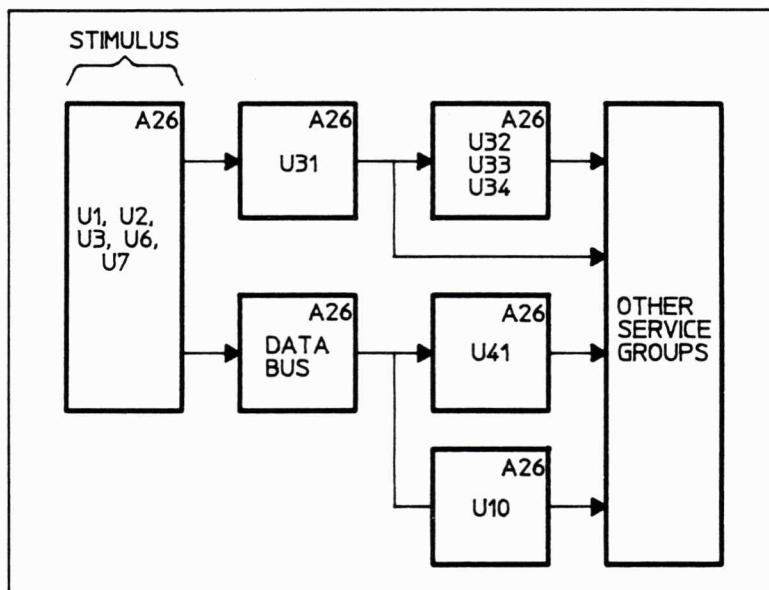 STIMULUS
A26
U1, U2,
U3, U6,
U7
A26
U31
A26
U32
U33
U34
A26
DATA
BUS
A26
U41
A26
U10
OTHER
SERVICE
GROUPS